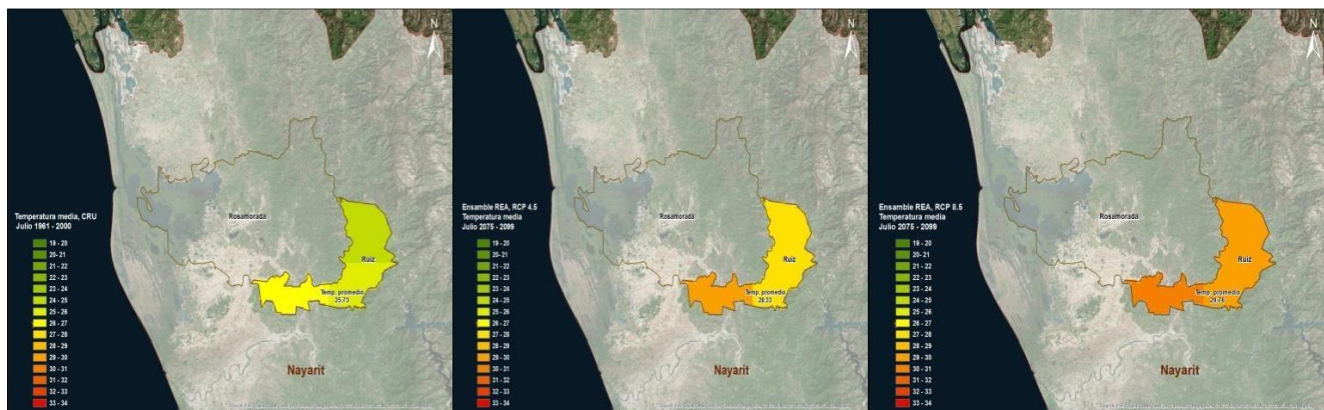 N
Rosamorada
Temperatura media, CRU
Julio 1961 - 2000
19 - 20
20 - 21
21 - 22
22 - 23
23 - 24
24 - 25
25 - 26
26 - 27
27 - 28
28 - 29
29 - 30
30 - 31
31 - 32
32 - 33
33 - 34
Ruiz
Temp. promedio
25.73
Nayarit
N
Rosamorada
Ensamble REA, RCP 4.5
Temperatura media
Julio 2075 - 2099
19 - 20
20 - 21
21 - 22
22 - 23
23 - 24
24 - 25
25 - 26
26 - 27
27 - 28
28 - 29
29 - 30
30 - 31
31 - 32
32 - 33
33 - 34
Ruiz
Temp. promedio
28.33
Nayarit
N
Rosamorada
Ensamble REA, RCP 8.5
Temperatura media
Julio 2075 - 2099
19 - 20
20 - 21
21 - 22
22 - 23
23 - 24
24 - 25
25 - 26
26 - 27
27 - 28
28 - 29
29 - 30
30 - 31
31 - 32
32 - 33
33 - 34
Ruiz
Temp. promedio
29.76
Nayarit